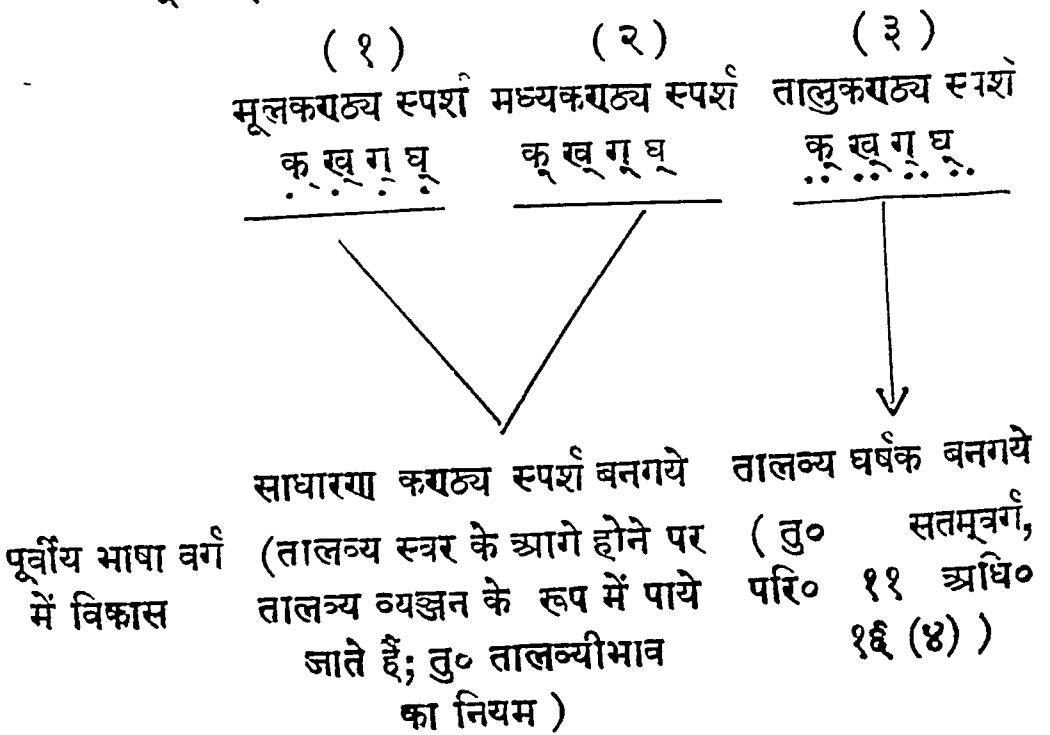 ( १ ) ( २ ) ( ३ )
मूलकण्ठ्य स्पर्श मध्यकण्ठ्य स्पर्श तालुकण्ठ्य स्पर्श
क़् ख़् ग़् घ़् क् ख् ग् घ् क़़् ख़़् ग़़् घ़़्
साधारण कण्ठ्य स्पर्श बनगये तालव्य घर्षक बनगये
पूर्वीय भाषा वर्ग (तालव्य स्वर के आगे होने पर ( तु० सतम्वर्ग,
में विकास तालव्य व्यञ्जन के रूप में पाये परि० ११ अधि०
जाते हैं; तु० तालव्यीभाव १६ (४) )
का नियम )